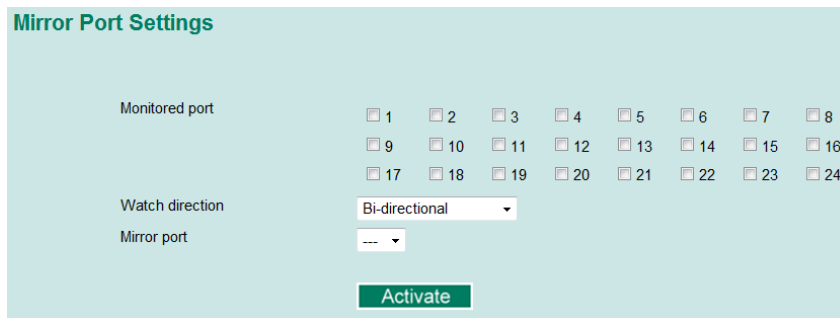 Mirror Port Settings
Monitored port 1 2 3 4 5 6 7 8
9 10 11 12 13 14 15 16
17 18 19 20 21 22 23 24
Watch direction Bi-directional
Mirror port ---
Activate